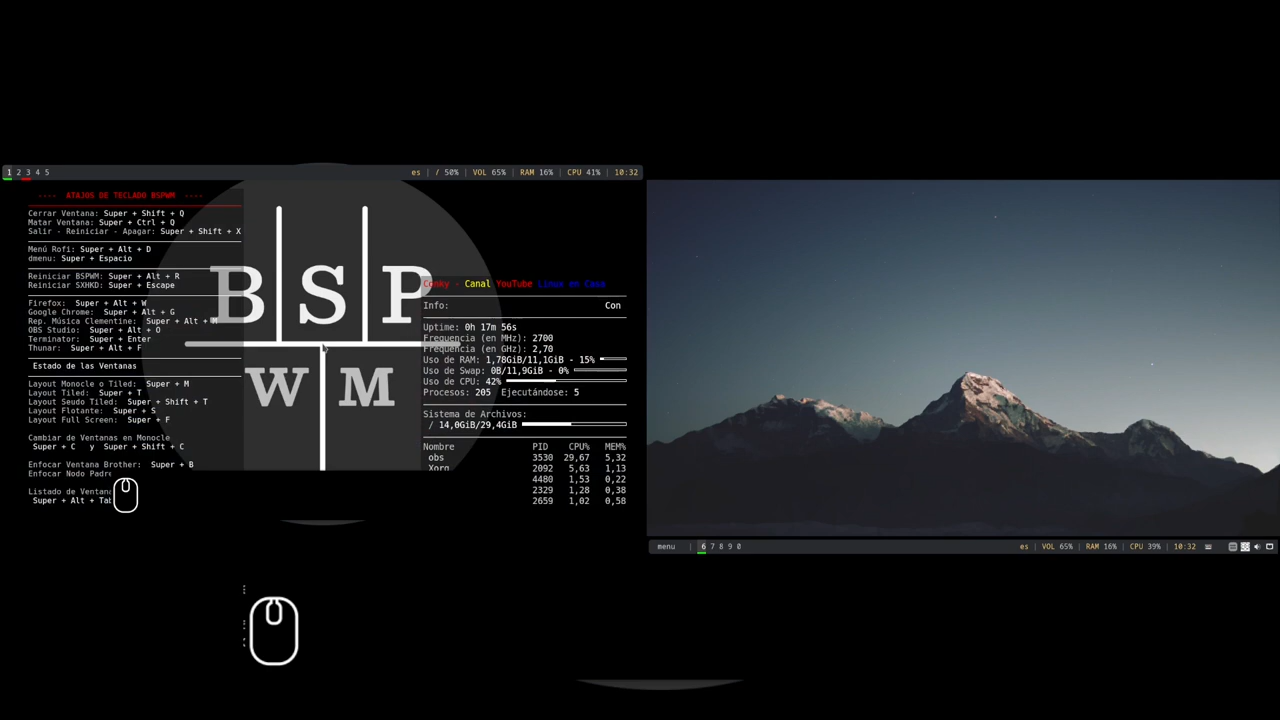 1 2 3 4 5
es | / 50% | VOL 65% | RAM 16% | CPU 41% | 10:32
---- ATAJOS DE TECLADO BSPWM ----
Cerrar Ventana: Super + Shift + Q
Matar Ventana: Super + Ctrl + Q
Salir - Reiniciar - Apagar: Super + Shift + X
Menú Rofi: Super + Alt + D
dmenu: Super + Espacio
Reiniciar BSPWM: Super + Alt + R
Reiniciar SXHKD: Super + Escape
Firefox: Super + Alt + W
Google Chrome: Super + Alt + G
Rep. Música Clementine: Super + Alt + M
OBS Studio: Super + Alt + O
Terminator: Super + Enter
Thunar: Super + Alt + F
Estado de las Ventanas
Layout Monocle o Tiled: Super + M
Layout Tiled: Super + T
Layout Seudo Tiled: Super + Shift + T
Layout Flotante: Super + S
Layout Full Screen: Super + F
Cambiar de Ventanas en Monocle
Super + C y Super + Shift + C
Enfocar Ventana Brother: Super + B
Enfocar Nodo Padre
Listado de Ventana
Super + Alt + Tab
B S P
W M
Conky - Canal YouTube Linux en Casa
Info: Con
Uptime: 0h 17m 56s
Frequencia (en MHz): 2700
Frequencia (en GHz): 2,70
Uso de RAM: 1,78GiB/11,1GiB - 15%
Uso de Swap: 0B/11,9GiB - 0%
Uso de CPU: 42%
Procesos: 205 Ejecutándose: 5
Sistema de Archivos:
/ 14,0GiB/29,4GiB
Nombre PID CPU% MEM%
obs 3530 29,67 5,32
Xorg 2092 5,63 1,13
4480 1,53 0,22
2329 1,28 0,38
2659 1,02 0,58
menu | 6 7 8 9 0
es | VOL 65% | RAM 16% | CPU 39% | 10:32